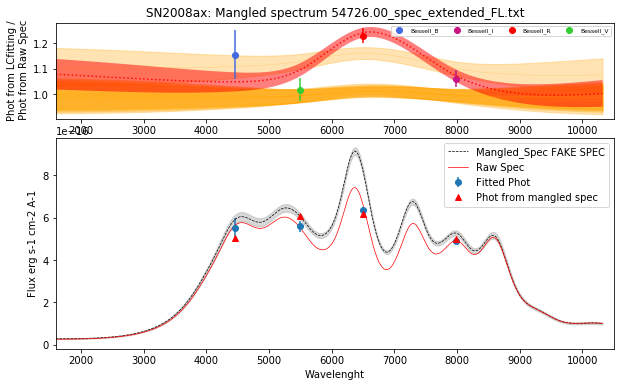 SN2008ax: Mangled spectrum 54726.00_spec_extended_FL.txt
Phot from LCfitting /
Phot from Raw Spec
1.2
1.1
1.0
Bessell_B
Bessell_I
Bessell_R
Bessell_V
2000 3000 4000 5000 6000 7000 8000 9000 10000
1e−16
Flux erg s-1 cm-2 A-1
8
6
4
2
0
Mangled_Spec FAKE SPEC
Raw Spec
Fitted Phot
Phot from mangled spec
2000 3000 4000 5000 6000 7000 8000 9000 10000
Wavelenght